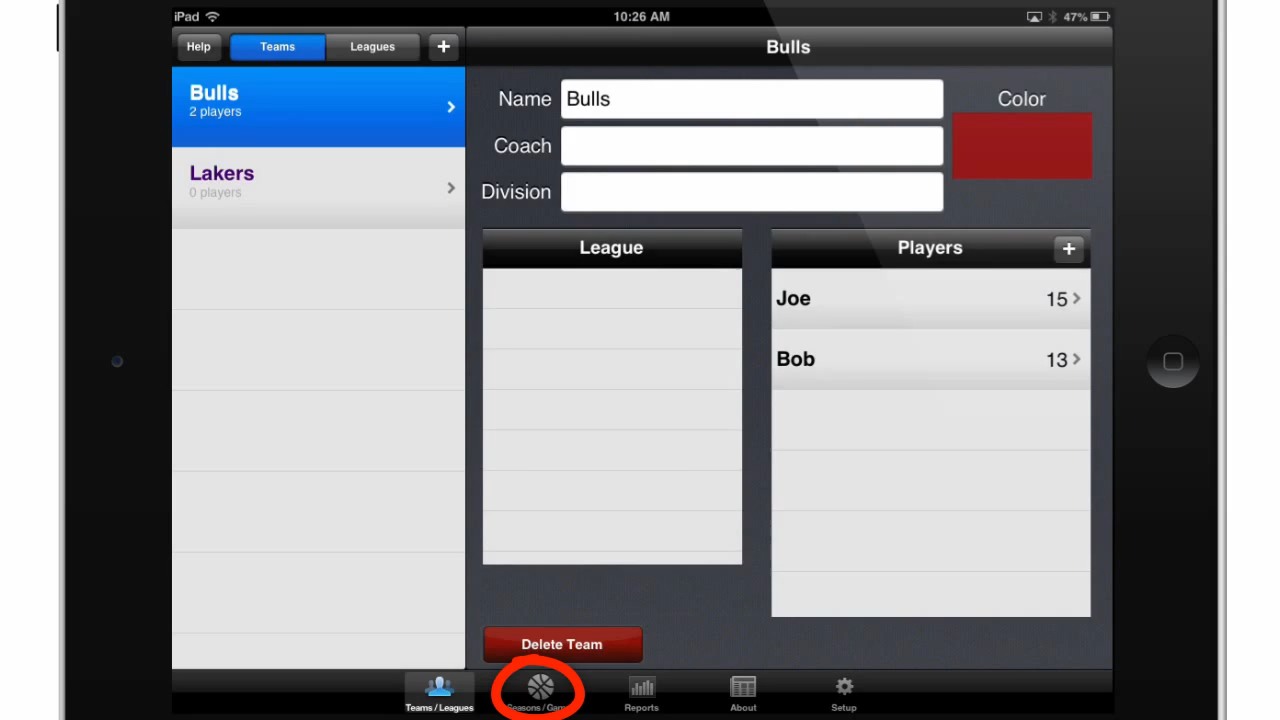 iPad
10:26 AM
47%
Help
Teams
Leagues
+
Bulls
Bulls
2 players
Lakers
0 players
Name
Bulls
Coach
Division
Color
League
Players
+
Joe
15
Bob
13
Delete Team
Teams / Leagues
Seasons /
Reports
About
Setup